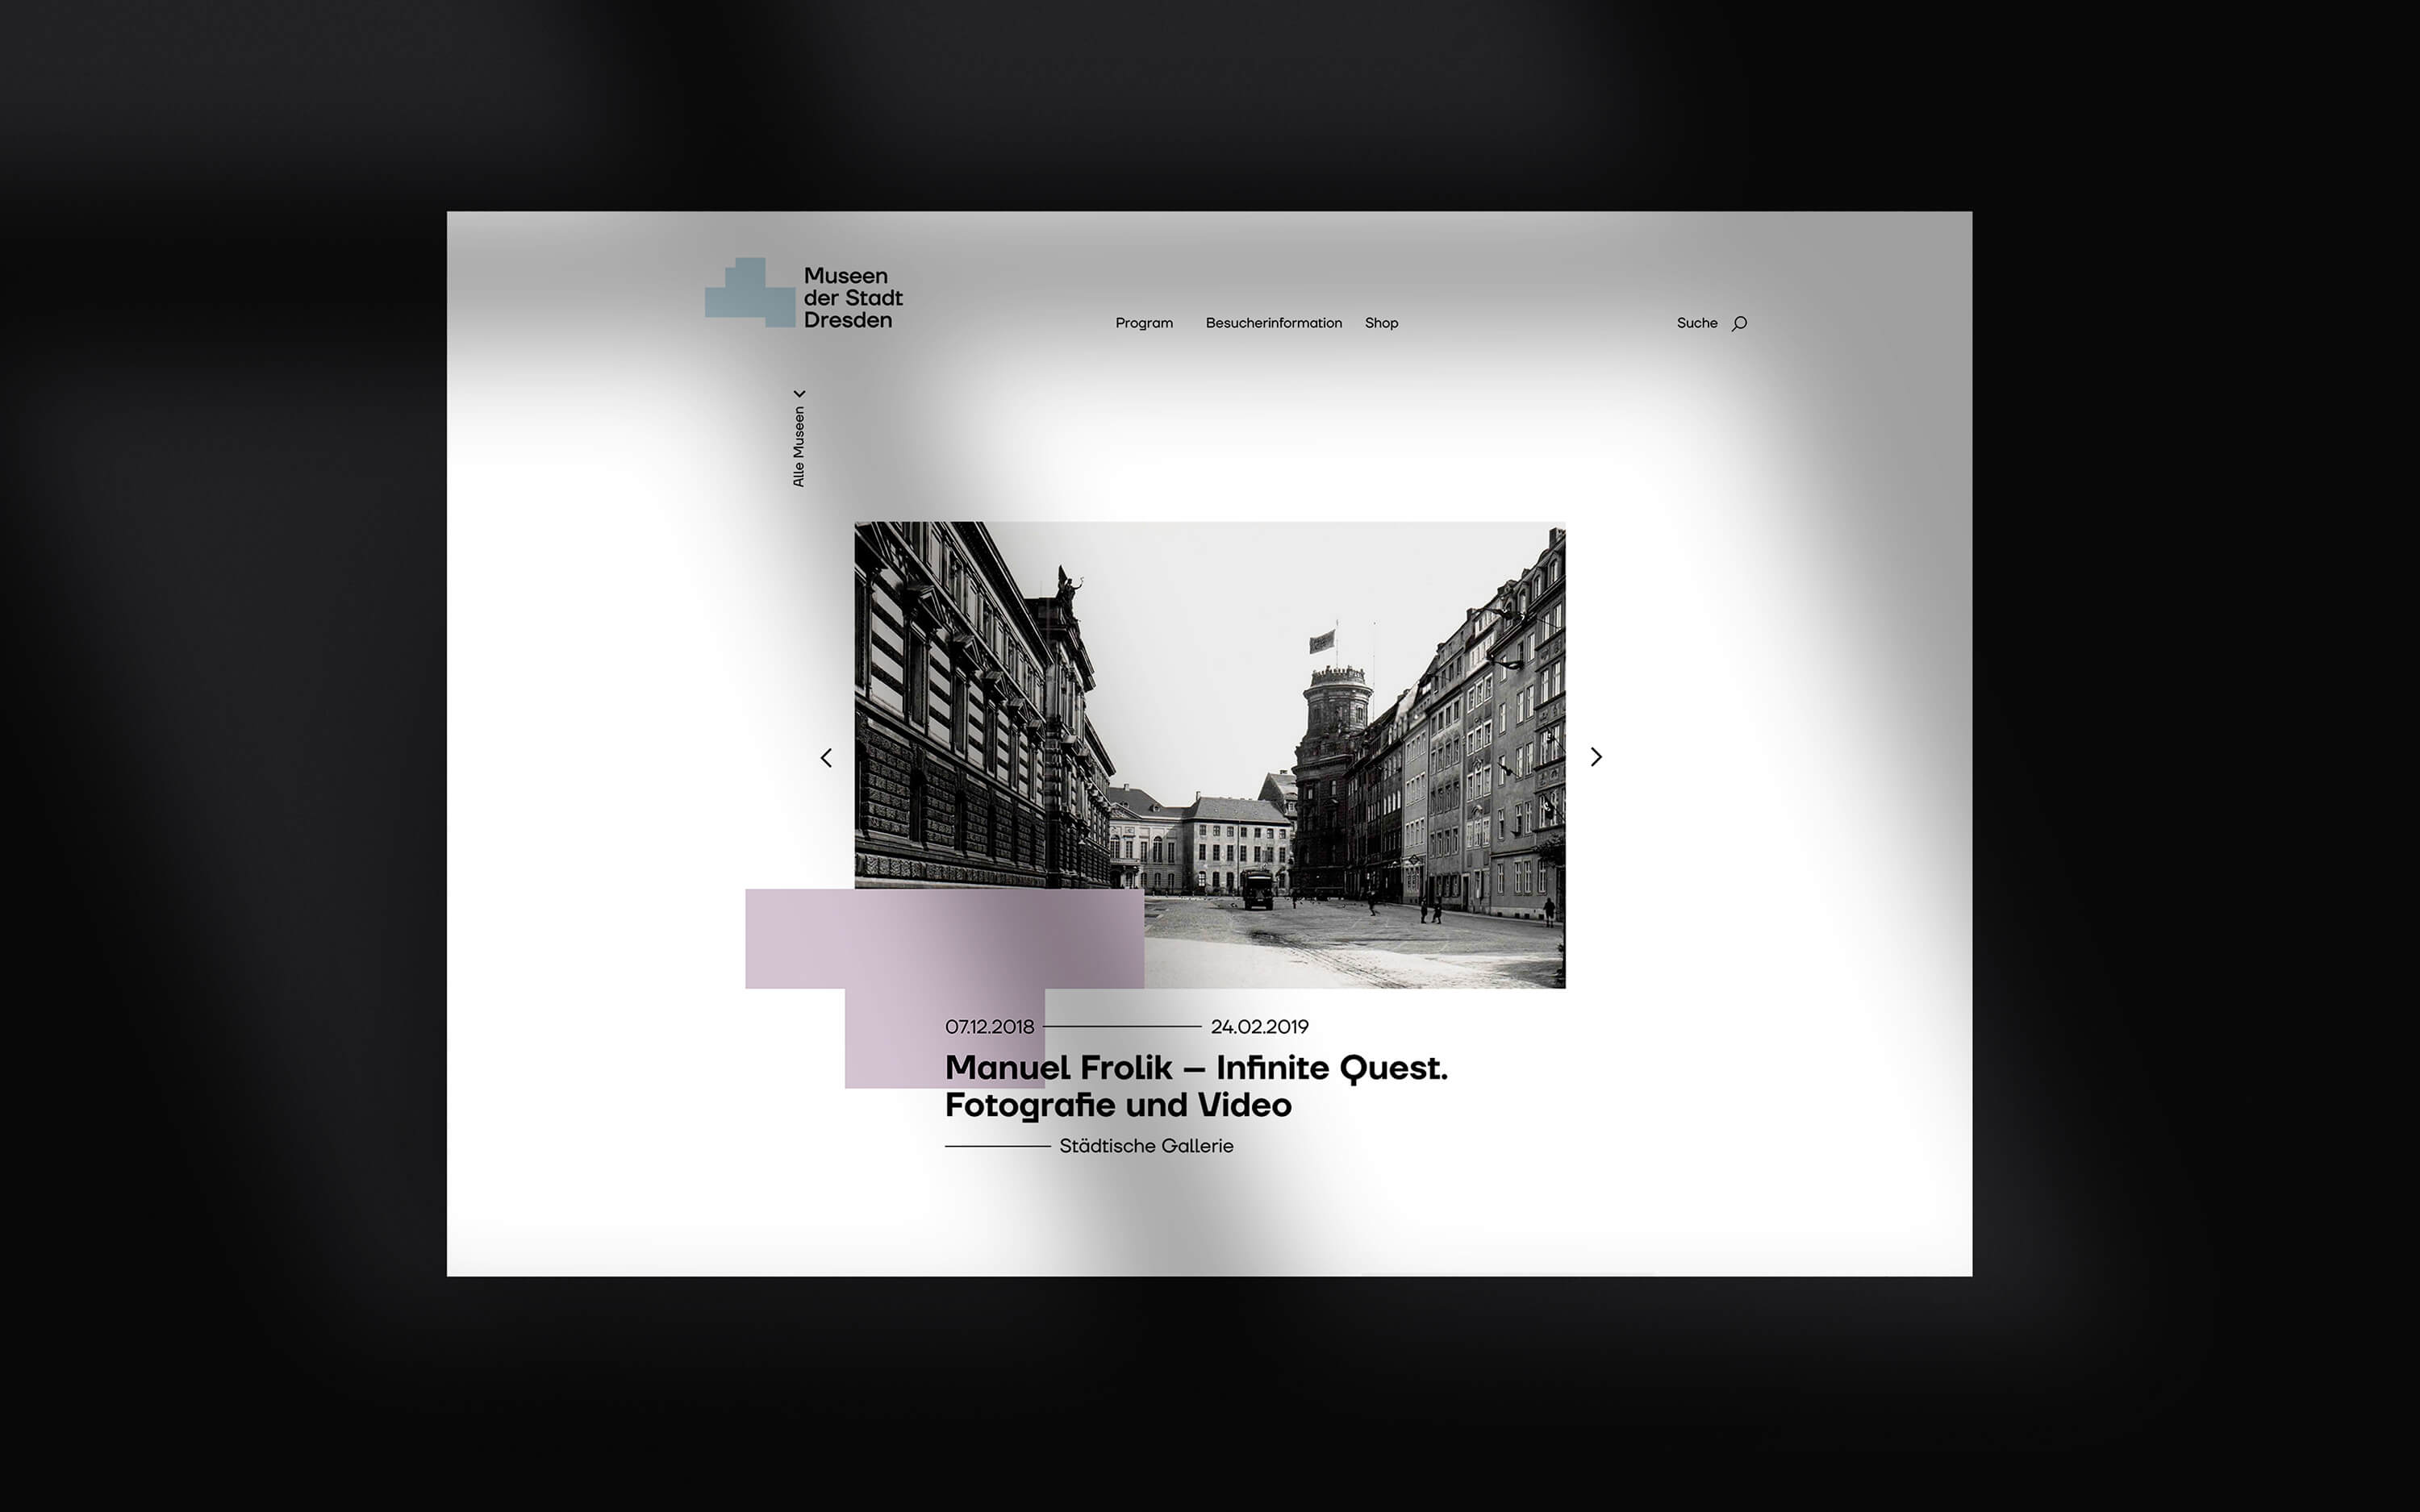 Museen
der Stadt
Dresden
Program
Besucherinformation
Shop
Suche
Alle Museen
07.12.2018
24.02.2019
Manuel Frolik – Infinite Quest.
Fotografie und Video
Städtische Gallerie